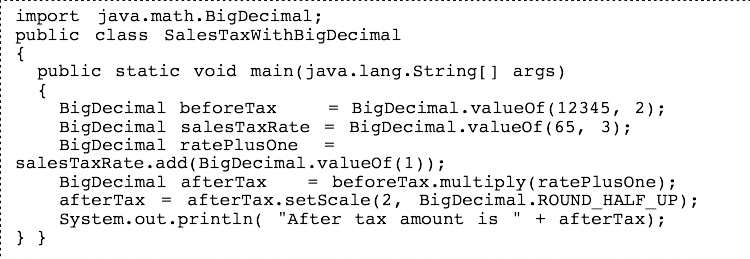 import java.math.BigDecimal;
public class SalesTaxWithBigDecimal
{
public static void main(java.lang.String[] args)
{
BigDecimal beforeTax = BigDecimal.valueOf(12345, 2);
BigDecimal salesTaxRate = BigDecimal.valueOf(65, 3);
BigDecimal ratePlusOne =
salesTaxRate.add(BigDecimal.valueOf(1));
BigDecimal afterTax = beforeTax.multiply(ratePlusOne);
afterTax = afterTax.setScale(2, BigDecimal.ROUND_HALF_UP);
System.out.println( "After tax amount is " + afterTax);
} }